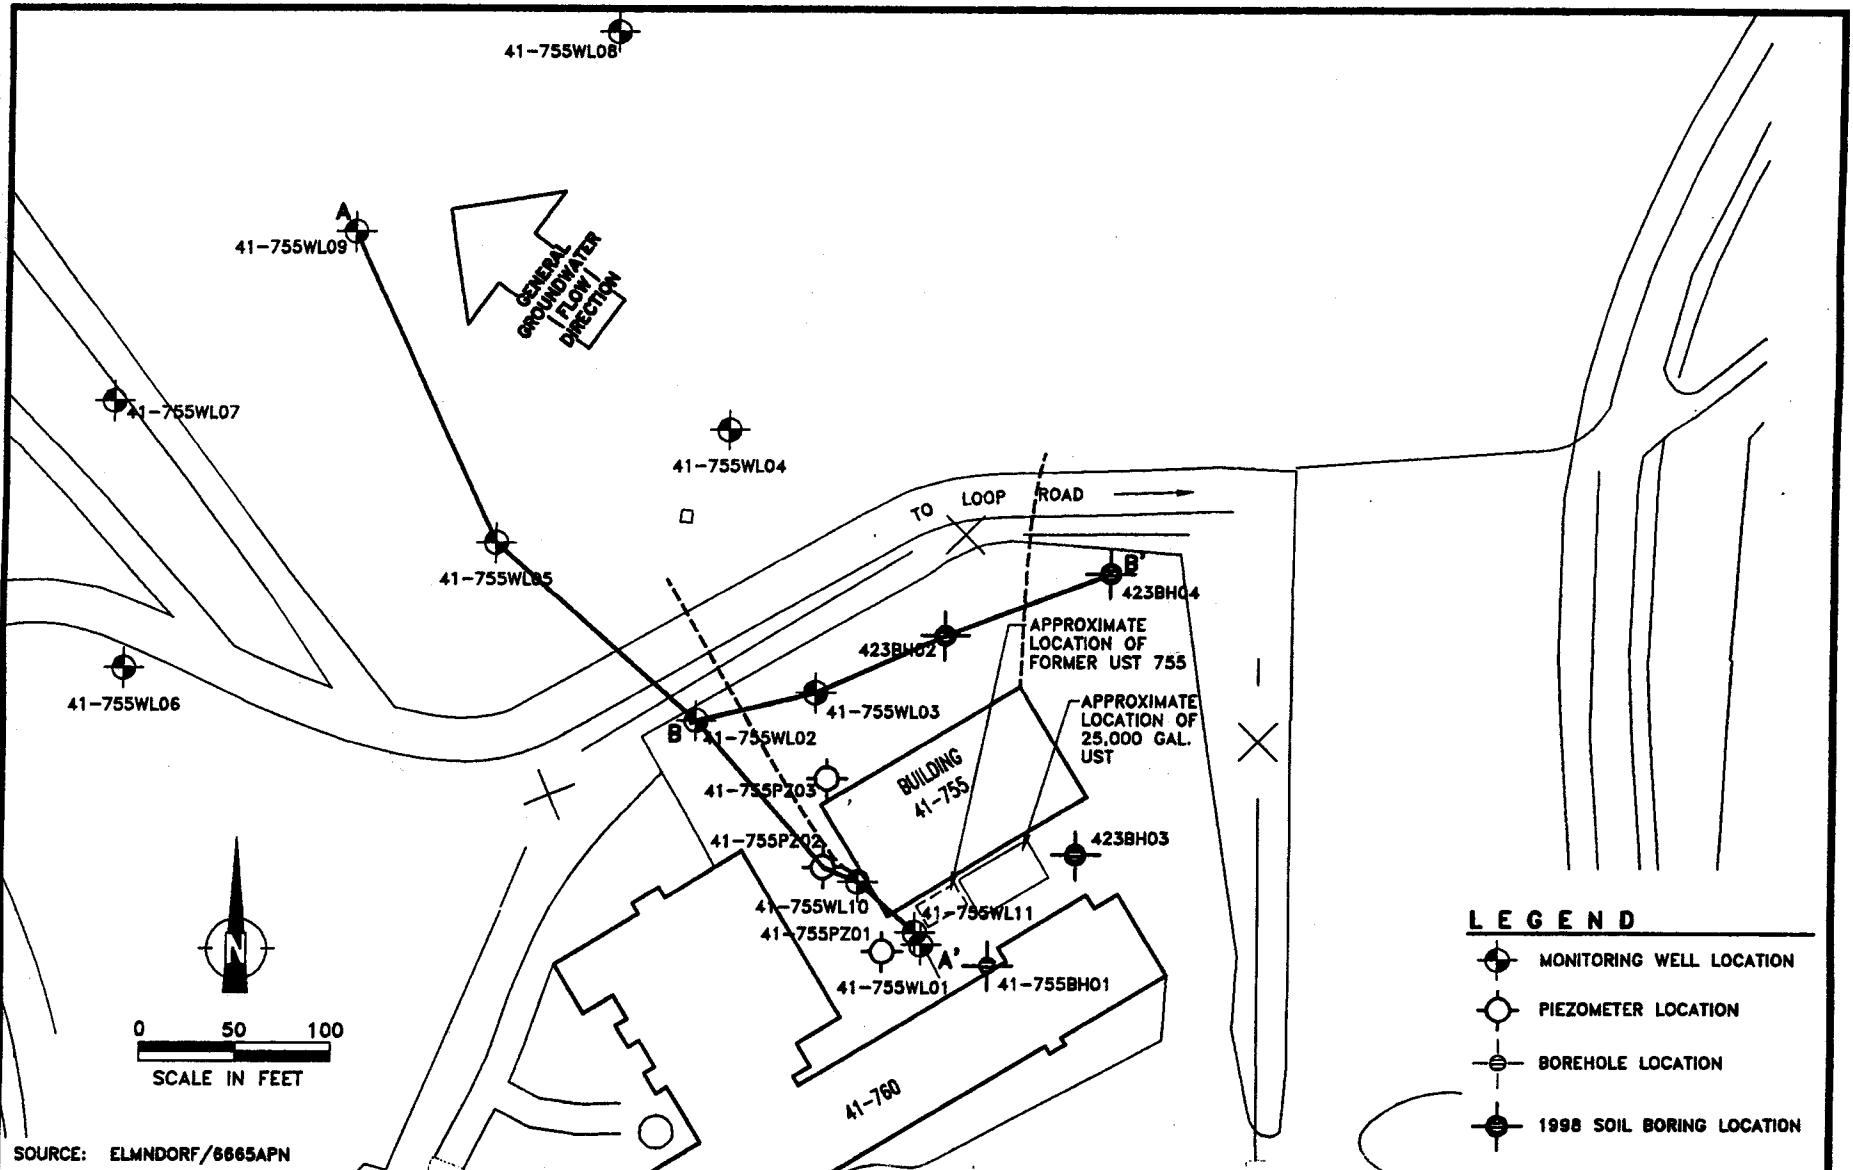 41-755WL08
A
41-755WL09
GENERAL
GROUNDWATER
FLOW
DIRECTION
41-755WL07
41-755WL04
TO LOOP ROAD
41-755WL05
B'
423BH04
APPROXIMATE
LOCATION OF
FORMER UST 755
423BH02
41-755WL06
APPROXIMATE
LOCATION OF
25,000 GAL.
UST
41-755WL03
B
41-755WL02
BUILDING
41-755
41-755PZ03
41-755PZ02
423BH03
41-755WL10
41-755WL11
41-755PZ01
A'
41-755WL01
41-755BH01
41-760
N
0 50 100
SCALE IN FEET
LEGEND
MONITORING WELL LOCATION
PIEZOMETER LOCATION
BOREHOLE LOCATION
1998 SOIL BORING LOCATION
SOURCE: ELMNDORF/6665APN